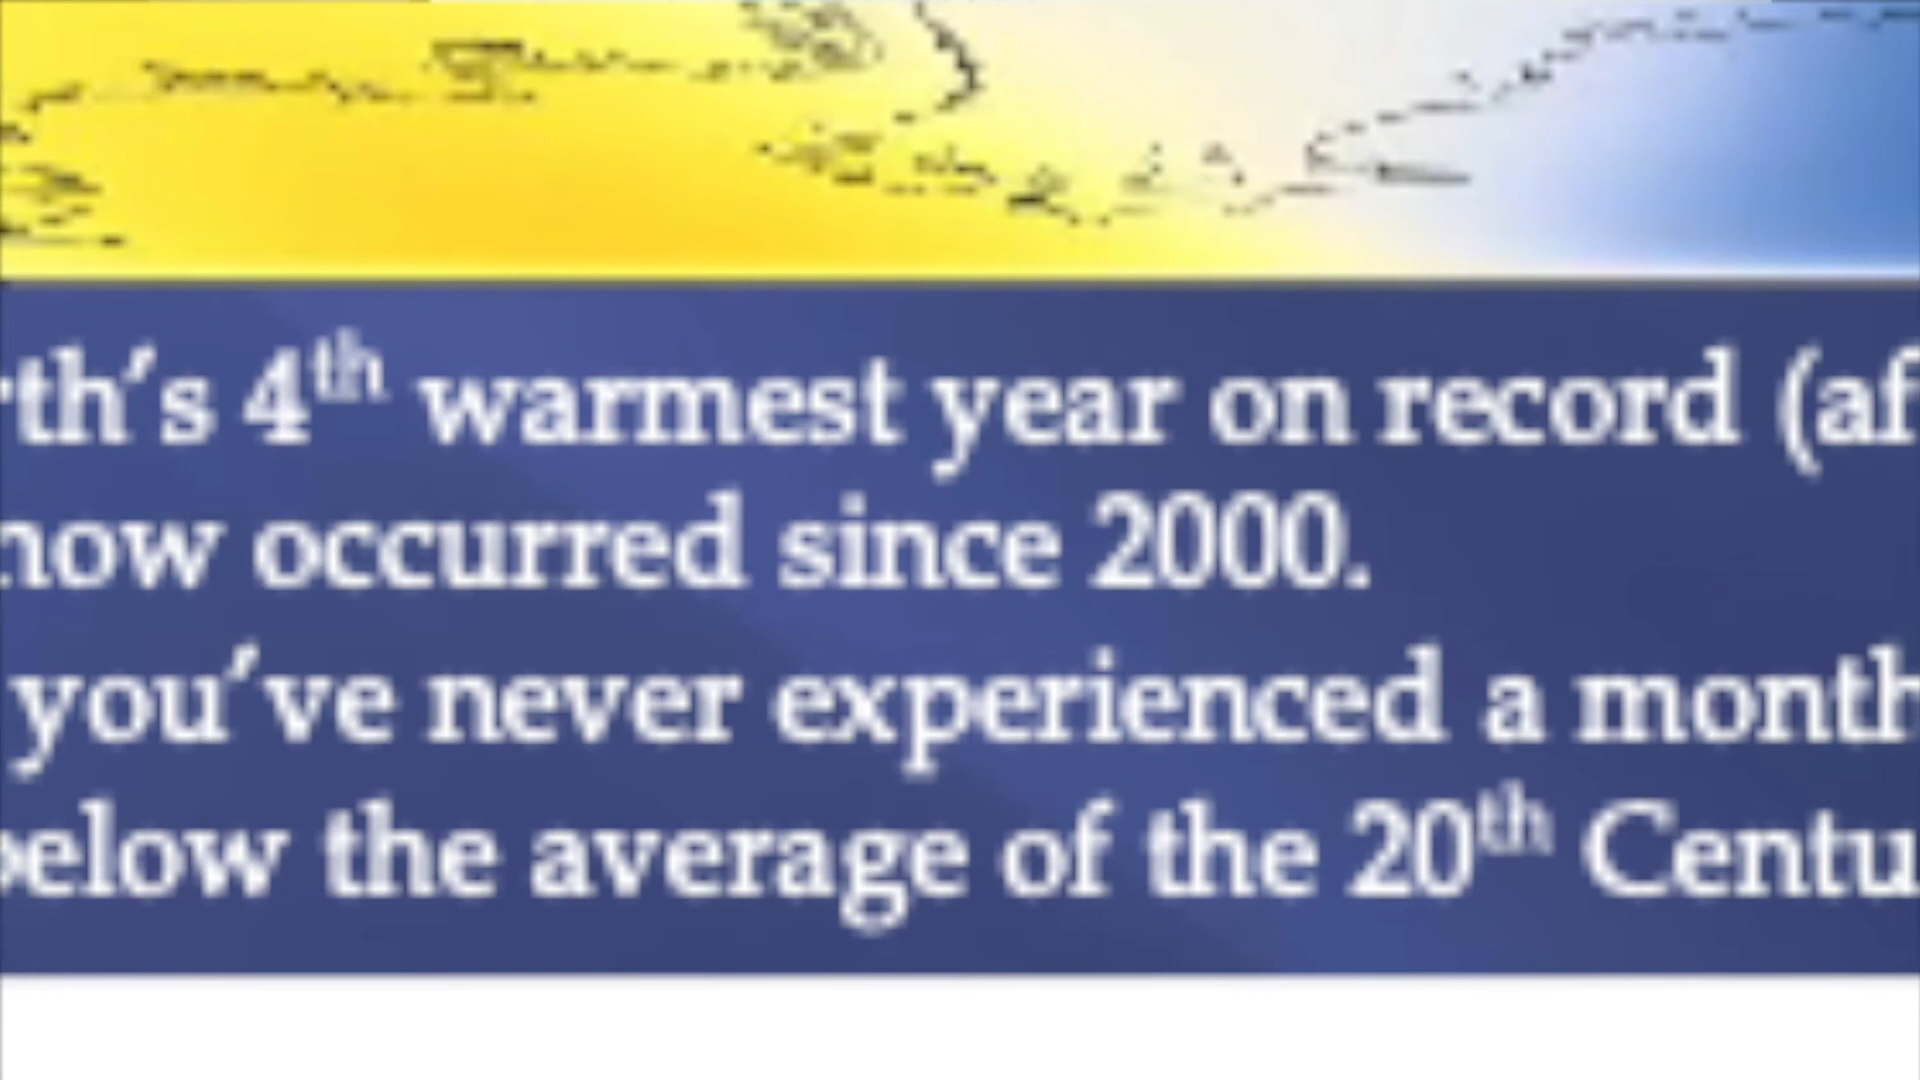 rth's 4th warmest year on record (af
now occurred since 2000.
you've never experienced a month
below the average of the 20th Centu